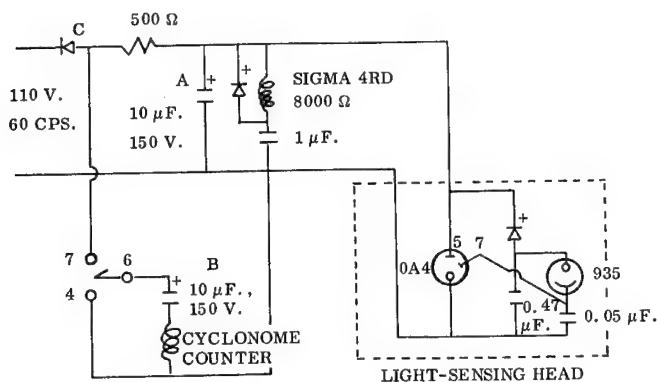 C
500 Ω
110 V.
60 CPS.
A
+
10 μF.
150 V.
+
SIGMA 4RD
8000 Ω
1 μF.
7
6
4
B
+
10 μF.,
150 V.
CYCLONOME
COUNTER
5
7
+
0A4
935
0.47
μF.
0.05 μF.
LIGHT-SENSING HEAD